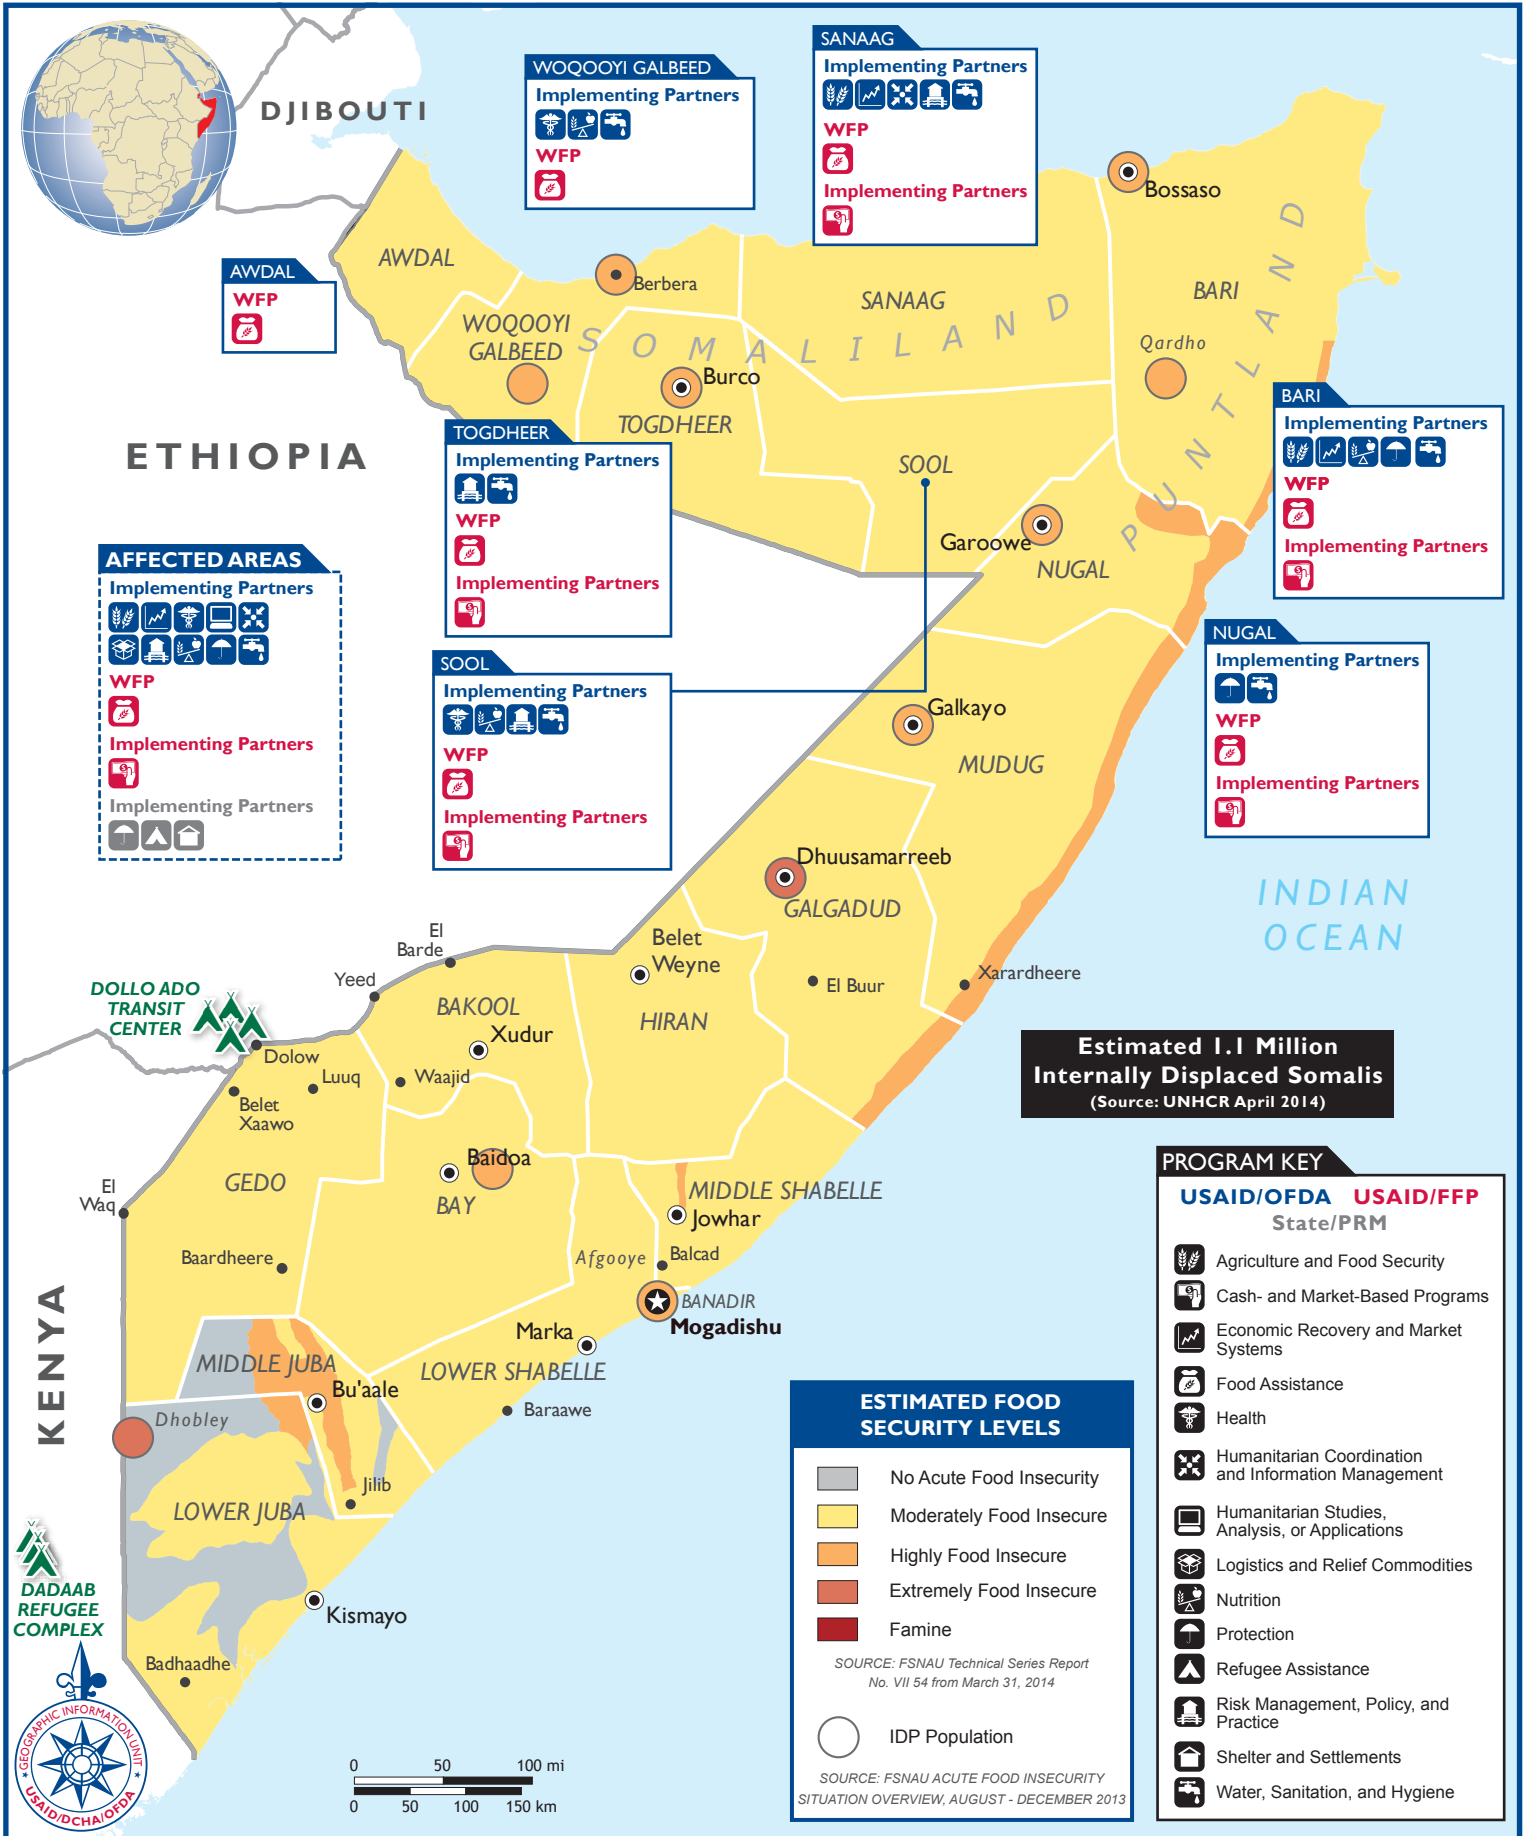 DJIBOUTI
WOQOOYI GALBEED
Implementing Partners
WFP
SANAAG
Implementing Partners
WFP
Implementing Partners
Bossaso
AWDAL
WFP
AWDAL
Berbera
WOQOOYI
GALBEED
SANAAG
BARI
SOMALILAND
PUNTLAND
Qardho
Burco
TOGDHEER
ETHIOPIA
TOGDHEER
Implementing Partners
WFP
Implementing Partners
SOOL
BARI
Implementing Partners
WFP
Implementing Partners
Garoowe
NUGAL
AFFECTED AREAS
Implementing Partners
WFP
Implementing Partners
Implementing Partners
NUGAL
Implementing Partners
WFP
Implementing Partners
SOOL
Implementing Partners
WFP
Implementing Partners
Galkayo
MUDUG
Dhuusamarreeb
GALGADUD
INDIAN
OCEAN
El
Barde
Belet
Weyne
Yeed
El Buur
Xarardheere
DOLLO ADO
TRANSIT
CENTER
BAKOOL
HIRAN
Xudur
Dolow
Luuq
Waajid
Belet
Xaawo
Estimated 1.1 Million
Internally Displaced Somalis
(Source: UNHCR April 2014)
El
Waq
GEDO
Baidoa
BAY
MIDDLE SHABELLE
Jowhar
Baardheere
Afgooye
Balcad
BANADIR
Mogadishu
KENYA
MIDDLE JUBA
Marka
LOWER SHABELLE
Bu'aale
Baraawe
Dhobley
Jilib
LOWER JUBA
DADAAB
REFUGEE
COMPLEX
Kismayo
Badhaadhe
GEOGRAPHIC INFORMATION UNIT
USAID/DCHA/OFDA
0 50 100 mi
0 50 100 150 km
ESTIMATED FOOD
SECURITY LEVELS
No Acute Food Insecurity
Moderately Food Insecure
Highly Food Insecure
Extremely Food Insecure
Famine
SOURCE: FSNAU Technical Series Report
No. VII 54 from March 31, 2014
IDP Population
SOURCE: FSNAU ACUTE FOOD INSECURITY
SITUATION OVERVIEW, AUGUST - DECEMBER 2013
PROGRAM KEY
USAID/OFDA USAID/FFP
State/PRM
Agriculture and Food Security
Cash- and Market-Based Programs
Economic Recovery and Market
Systems
Food Assistance
Health
Humanitarian Coordination
and Information Management
Humanitarian Studies,
Analysis, or Applications
Logistics and Relief Commodities
Nutrition
Protection
Refugee Assistance
Risk Management, Policy, and
Practice
Shelter and Settlements
Water, Sanitation, and Hygiene